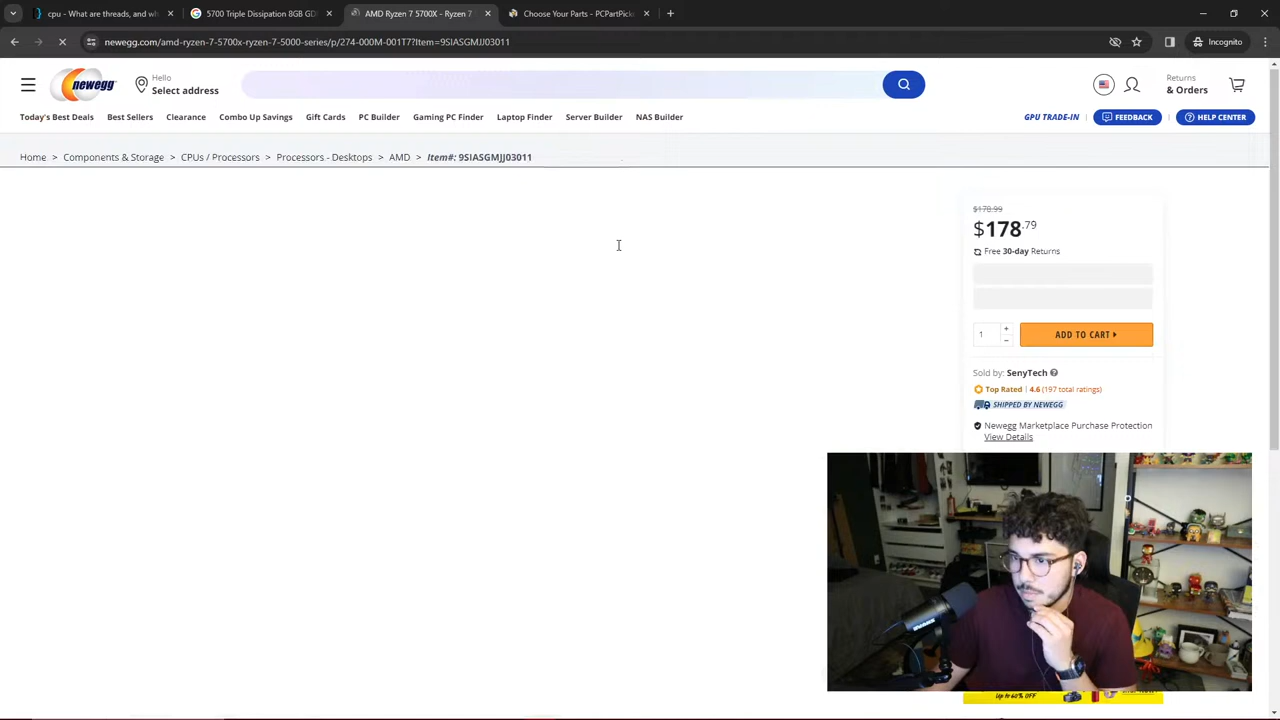 cpu - What are threads, and wh
5700 Triple Dissipation 8GB GD
AMD Ryzen 7 5700X - Ryzen 7
Choose Your Parts - PCPartPick
newegg.com/amd-ryzen-7-5700x-ryzen-7-5000-series/p/274-000M-001T7?Item=9SIASGMJJ03011
Incognito
newegg
Hello
Select address
Returns
& Orders
Today's Best Deals
Best Sellers
Clearance
Combo Up Savings
Gift Cards
PC Builder
Gaming PC Finder
Laptop Finder
Server Builder
NAS Builder
GPU TRADE-IN
FEEDBACK
HELP CENTER
Home > Components & Storage > CPUs / Processors > Processors - Desktops > AMD > Item#: 9SIASGMJJ03011
$178.99
$178.79
Free 30-day Returns
1
ADD TO CART
Sold by: SenyTech
Top Rated | 4.6 (197 total ratings)
SHIPPED BY NEWEGG
Newegg Marketplace Purchase Protection
View Details
Up to 60% OFF